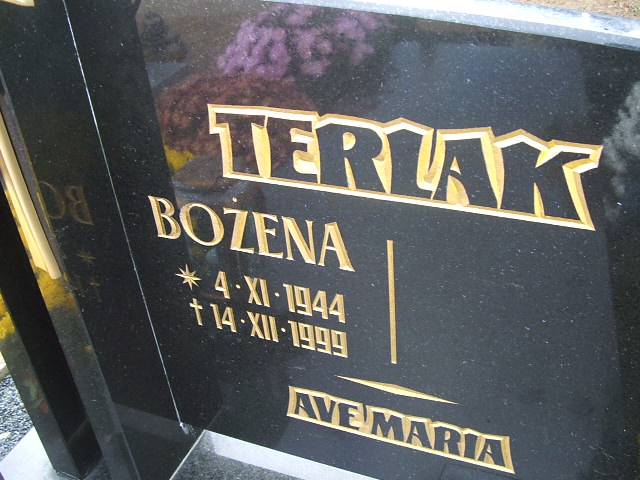 TERLAK
BOŻENA
* 4·XI·1944
† 14·XII·1999
AVE MARIA